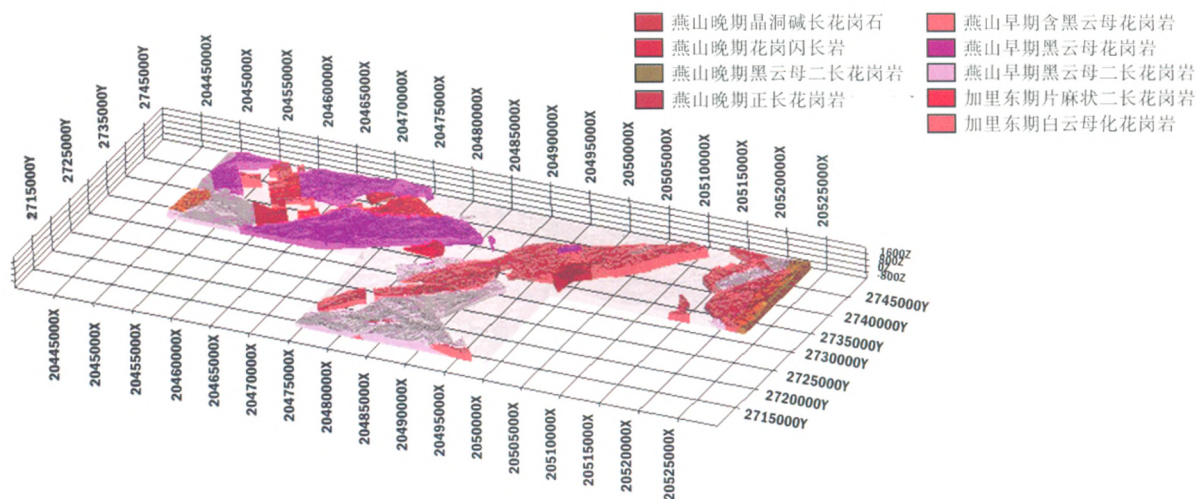 燕山晚期晶洞碱长花岗石
燕山晚期花岗闪长岩
燕山晚期黑云母二长花岗岩
燕山晚期正长花岗岩
燕山早期含黑云母花岗岩
燕山早期黑云母花岗岩
燕山早期黑云母二长花岗岩
加里东期片麻状二长花岗岩
加里东期白云母化花岗岩
2715000Y
2725000Y
2735000Y
2745000Y
20445000X
2045000X
20455000X
20460000X
20465000X
20470000X
20475000X
20480000X
20485000X
20490000X
20495000X
2050000X
20505000X
20510000X
20515000X
20520000X
20525000X
1600Z
800Z
-800Z
2745000Y
2740000Y
2735000Y
2730000Y
2725000Y
2720000Y
2715000Y
20445000X
2045000X
20455000X
20460000X
20465000X
20470000X
20475000X
20480000X
20485000X
20490000X
20495000X
2050000X
20505000X
20510000X
20515000X
20520000X
20525000X